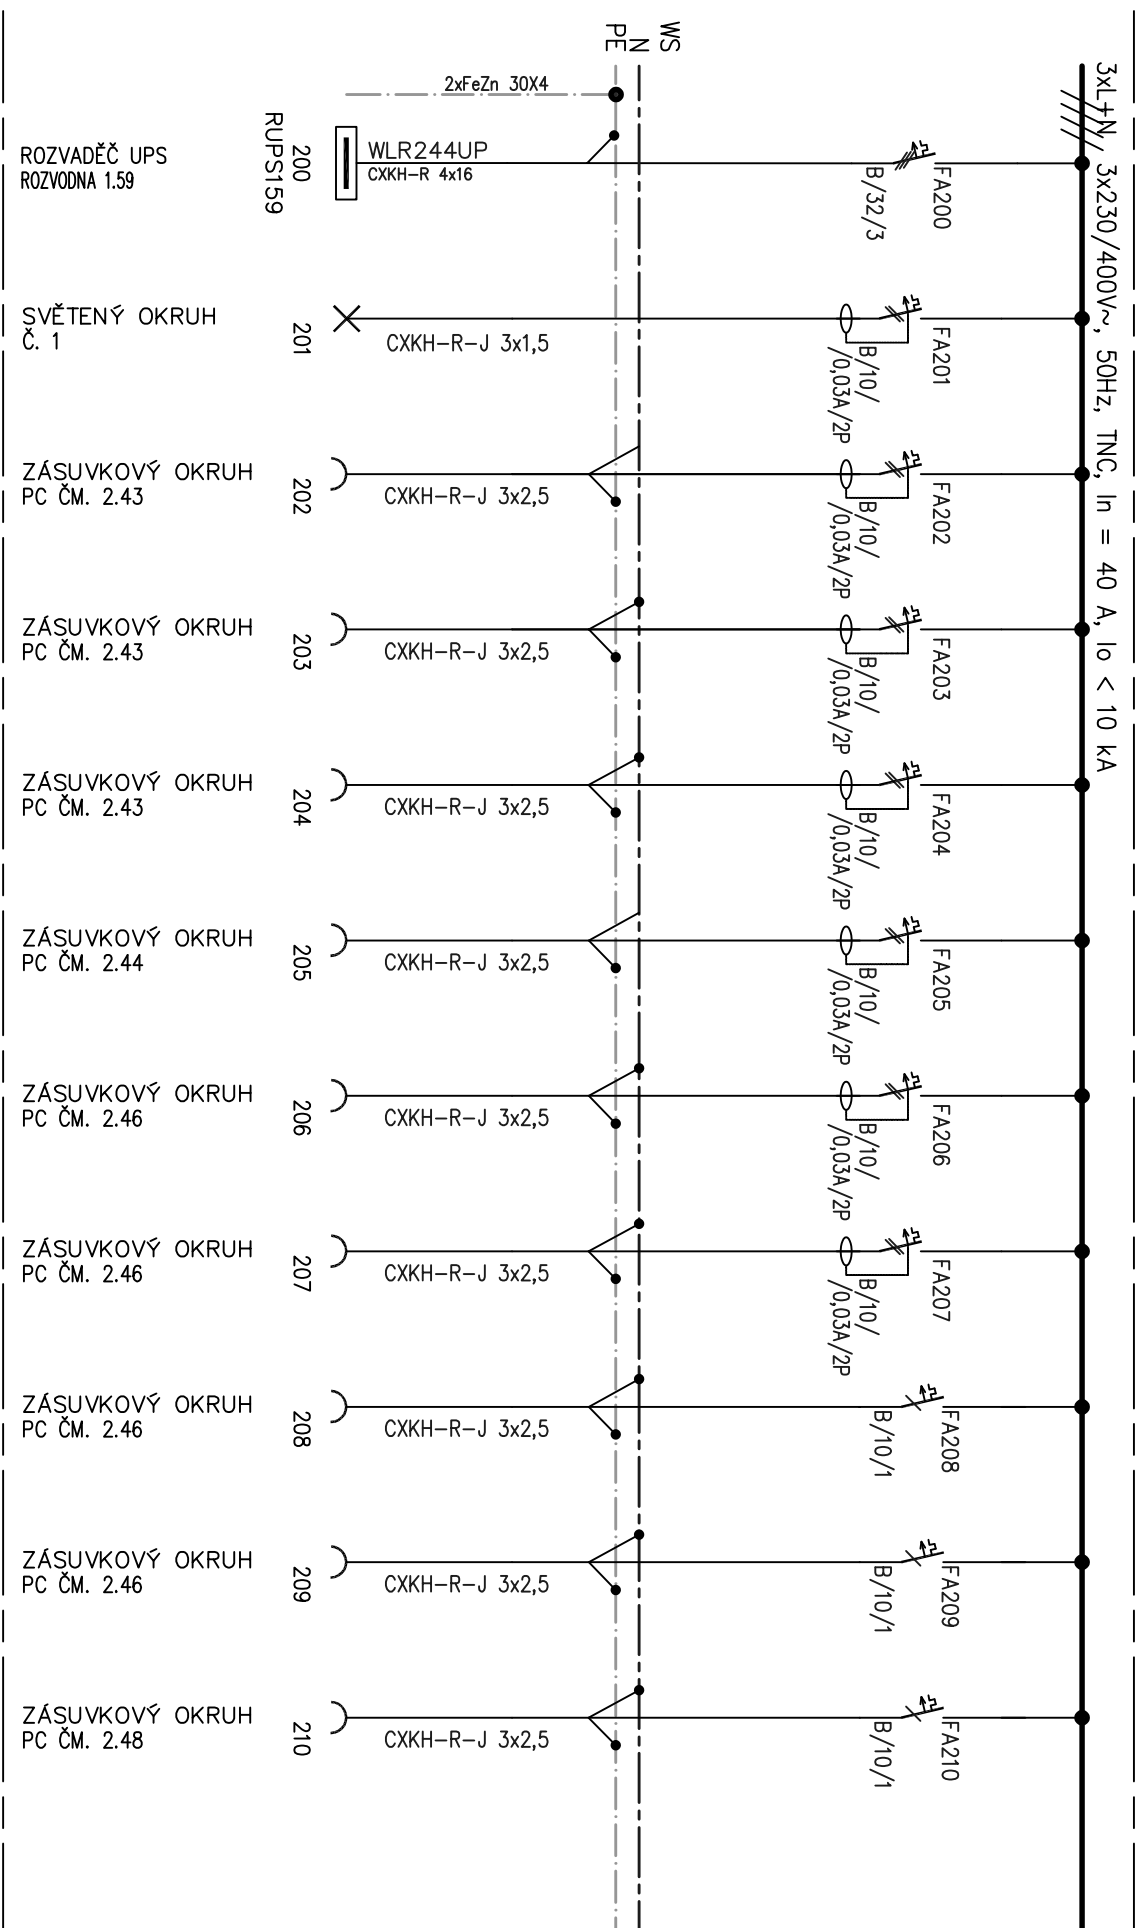 3xL+N, 3x230/400V~, 50Hz, TNC, In = 40 A, Io < 10 kA
WS
N
PE
2xFeZn 30X4
FA200
B/32/3
WLR244UP
CXKH-R 4x16
200
RUPS159
ROZVADĚČ UPS
ROZVODNA 1.59
FA201
B/10/
/0,03A/2P
CXKH-R-J 3x1,5
201
SVĚTENÝ OKRUH
Č. 1
FA202
B/10/
/0,03A/2P
CXKH-R-J 3x2,5
202
ZÁSUVKOVÝ OKRUH
PC ČM. 2.43
FA203
B/10/
/0,03A/2P
CXKH-R-J 3x2,5
203
ZÁSUVKOVÝ OKRUH
PC ČM. 2.43
FA204
B/10/
/0,03A/2P
CXKH-R-J 3x2,5
204
ZÁSUVKOVÝ OKRUH
PC ČM. 2.43
FA205
B/10/
/0,03A/2P
CXKH-R-J 3x2,5
205
ZÁSUVKOVÝ OKRUH
PC ČM. 2.44
FA206
B/10/
/0,03A/2P
CXKH-R-J 3x2,5
206
ZÁSUVKOVÝ OKRUH
PC ČM. 2.46
FA207
B/10/
/0,03A/2P
CXKH-R-J 3x2,5
207
ZÁSUVKOVÝ OKRUH
PC ČM. 2.46
FA208
B/10/1
CXKH-R-J 3x2,5
208
ZÁSUVKOVÝ OKRUH
PC ČM. 2.46
FA209
B/10/1
CXKH-R-J 3x2,5
209
ZÁSUVKOVÝ OKRUH
PC ČM. 2.46
FA210
B/10/1
CXKH-R-J 3x2,5
210
ZÁSUVKOVÝ OKRUH
PC ČM. 2.48